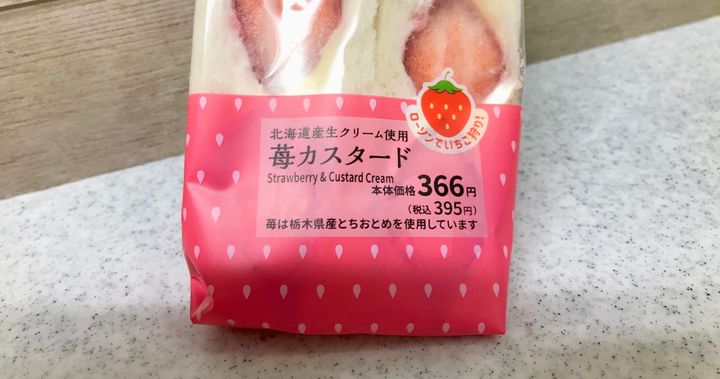 ローソンでいちご狩り!
北海道産生クリーム使用
苺カスタード
Strawberry & Custard Cream
本体価格 366円
(税込 395円)
苺は栃木県産とちおとめを使用しています